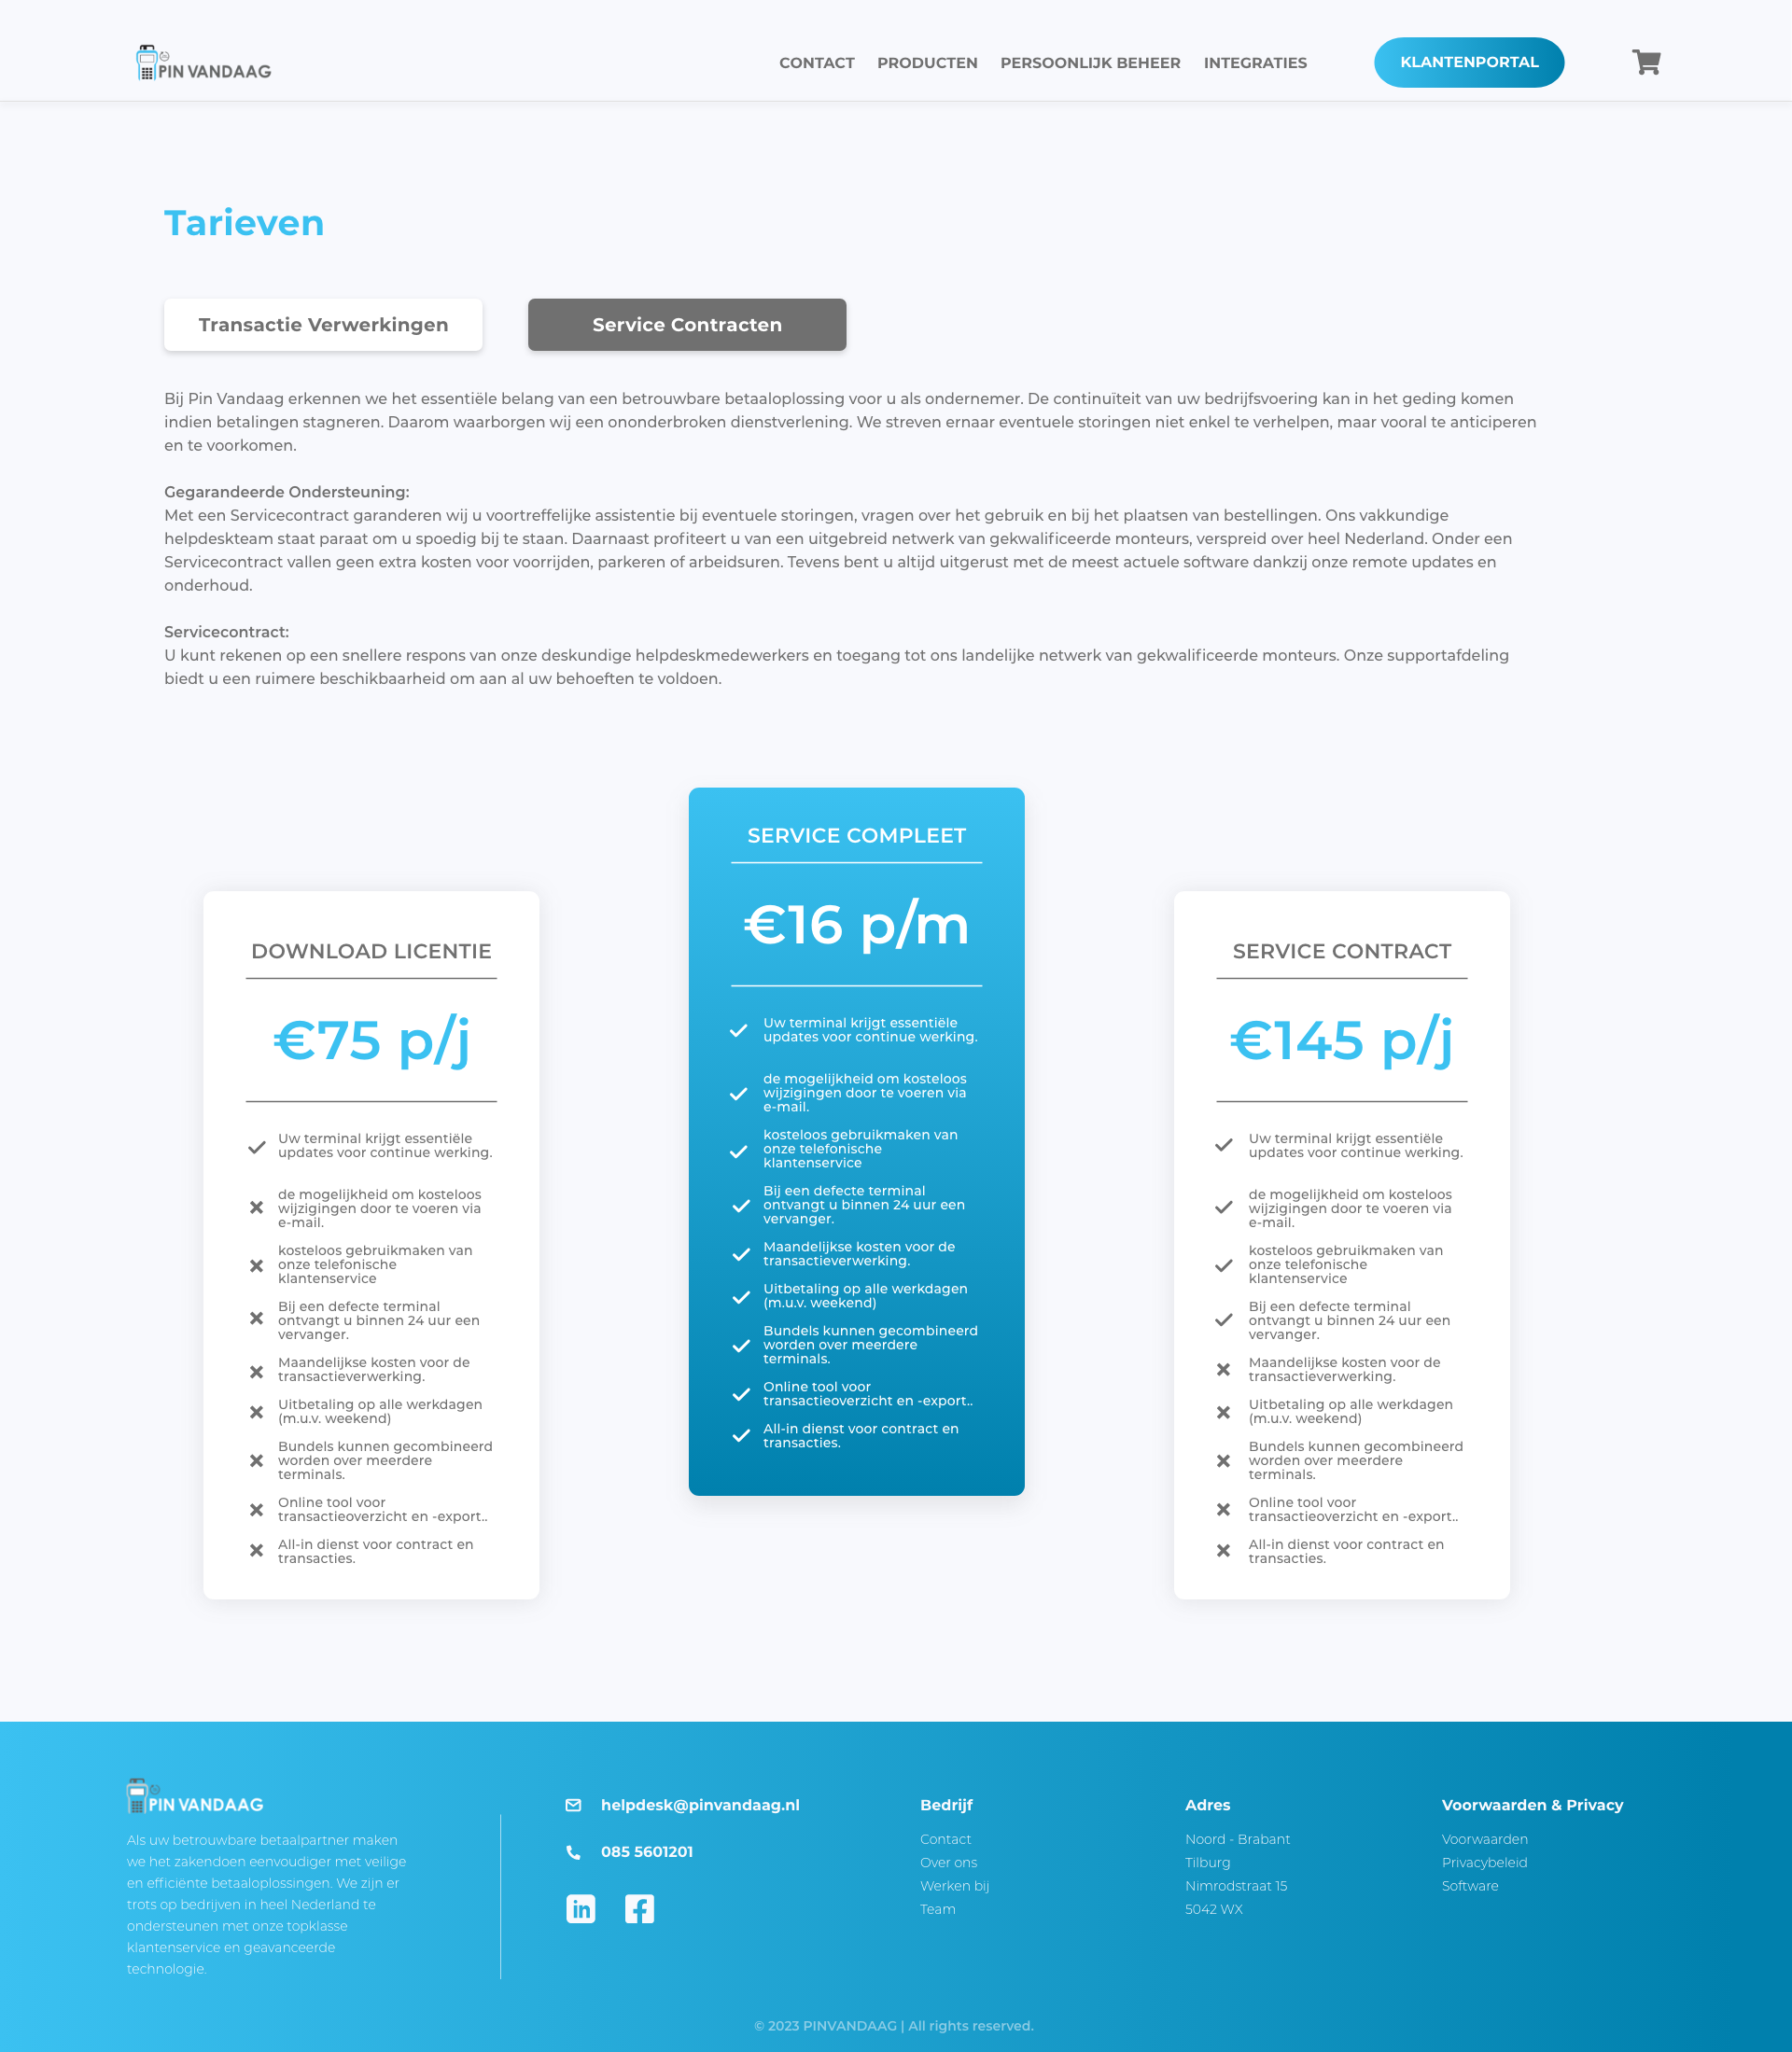 PIN VANDAAG
CONTACT PRODUCTEN PERSOONLIJK BEHEER INTEGRATIES KLANTENPORTAL
Tarieven
Transactie Verwerkingen
Service Contracten
Bij Pin Vandaag erkennen we het essentiële belang van een betrouwbare betaaloplossing voor u als ondernemer. De continuïteit van uw bedrijfsvoering kan in het geding komen
indien betalingen stagneren. Daarom waarborgen wij een ononderbroken dienstverlening. We streven ernaar eventuele storingen niet enkel te verhelpen, maar vooral te anticiperen
en te voorkomen.
Gegarandeerde Ondersteuning:
Met een Servicecontract garanderen wij u voortreffelijke assistentie bij eventuele storingen, vragen over het gebruik en bij het plaatsen van bestellingen. Ons vakkundige
helpdeskteam staat paraat om u spoedig bij te staan. Daarnaast profiteert u van een uitgebreid netwerk van gekwalificeerde monteurs, verspreid over heel Nederland. Onder een
Servicecontract vallen geen extra kosten voor voorrijden, parkeren of arbeidsuren. Tevens bent u altijd uitgerust met de meest actuele software dankzij onze remote updates en
onderhoud.
Servicecontract:
U kunt rekenen op een snellere respons van onze deskundige helpdeskmedewerkers en toegang tot ons landelijke netwerk van gekwalificeerde monteurs. Onze supportafdeling
biedt u een ruimere beschikbaarheid om aan al uw behoeften te voldoen.
DOWNLOAD LICENTIE
€75 p/j
Uw terminal krijgt essentiële
updates voor continue werking.
de mogelijkheid om kosteloos
wijzigingen door te voeren via
e-mail.
kosteloos gebruikmaken van
onze telefonische
klantenservice
Bij een defecte terminal
ontvangt u binnen 24 uur een
vervanger.
Maandelijkse kosten voor de
transactieverwerking.
Uitbetaling op alle werkdagen
(m.u.v. weekend)
Bundels kunnen gecombineerd
worden over meerdere
terminals.
Online tool voor
transactieoverzicht en -export..
All-in dienst voor contract en
transacties.
SERVICE COMPLEET
€16 p/m
Uw terminal krijgt essentiële
updates voor continue werking.
de mogelijkheid om kosteloos
wijzigingen door te voeren via
e-mail.
kosteloos gebruikmaken van
onze telefonische
klantenservice
Bij een defecte terminal
ontvangt u binnen 24 uur een
vervanger.
Maandelijkse kosten voor de
transactieverwerking.
Uitbetaling op alle werkdagen
(m.u.v. weekend)
Bundels kunnen gecombineerd
worden over meerdere
terminals.
Online tool voor
transactieoverzicht en -export..
All-in dienst voor contract en
transacties.
SERVICE CONTRACT
€145 p/j
Uw terminal krijgt essentiële
updates voor continue werking.
de mogelijkheid om kosteloos
wijzigingen door te voeren via
e-mail.
kosteloos gebruikmaken van
onze telefonische
klantenservice
Bij een defecte terminal
ontvangt u binnen 24 uur een
vervanger.
Maandelijkse kosten voor de
transactieverwerking.
Uitbetaling op alle werkdagen
(m.u.v. weekend)
Bundels kunnen gecombineerd
worden over meerdere
terminals.
Online tool voor
transactieoverzicht en -export..
All-in dienst voor contract en
transacties.
PIN VANDAAG
Als uw betrouwbare betaalpartner maken
we het zakendoen eenvoudiger met veilige
en efficiënte betaaloplossingen. We zijn er
trots op bedrijven in heel Nederland te
ondersteunen met onze topklasse
klantenservice en geavanceerde
technologie.
helpdesk@pinvandaag.nl
085 5601201
in
Bedrijf
Contact
Over ons
Werken bij
Team
Adres
Noord - Brabant
Tilburg
Nimrodstraat 15
5042 WX
Voorwaarden & Privacy
Voorwaarden
Privacybeleid
Software
© 2023 PINVANDAAG | All rights reserved.